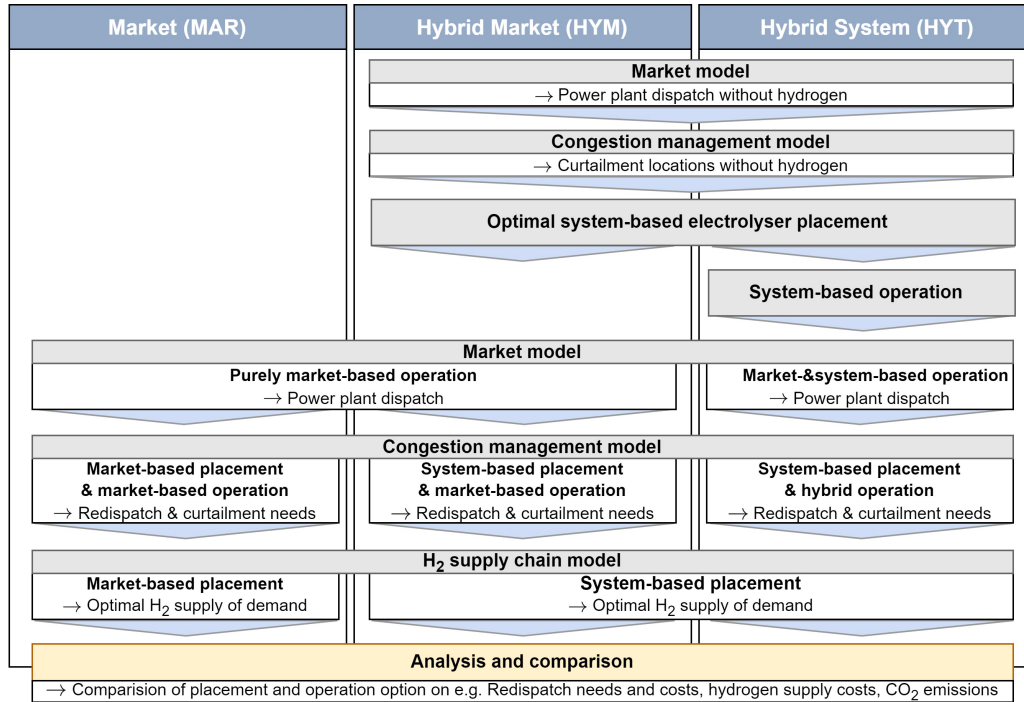 Market (MAR)
Hybrid Market (HYM)
Hybrid System (HYT)
Market model
→ Power plant dispatch without hydrogen
Congestion management model
→ Curtailment locations without hydrogen
Optimal system-based electrolyser placement
System-based operation
Market model
Purely market-based operation
→ Power plant dispatch
Market-&system-based operation
→ Power plant dispatch
Congestion management model
Market-based placement
& market-based operation
→ Redispatch & curtailment needs
System-based placement
& market-based operation
→ Redispatch & curtailment needs
System-based placement
& hybrid operation
→ Redispatch & curtailment needs
H₂ supply chain model
Market-based placement
→ Optimal H₂ supply of demand
System-based placement
→ Optimal H₂ supply of demand
Analysis and comparison
→ Comparision of placement and operation option on e.g. Redispatch needs and costs, hydrogen supply costs, CO₂ emissions